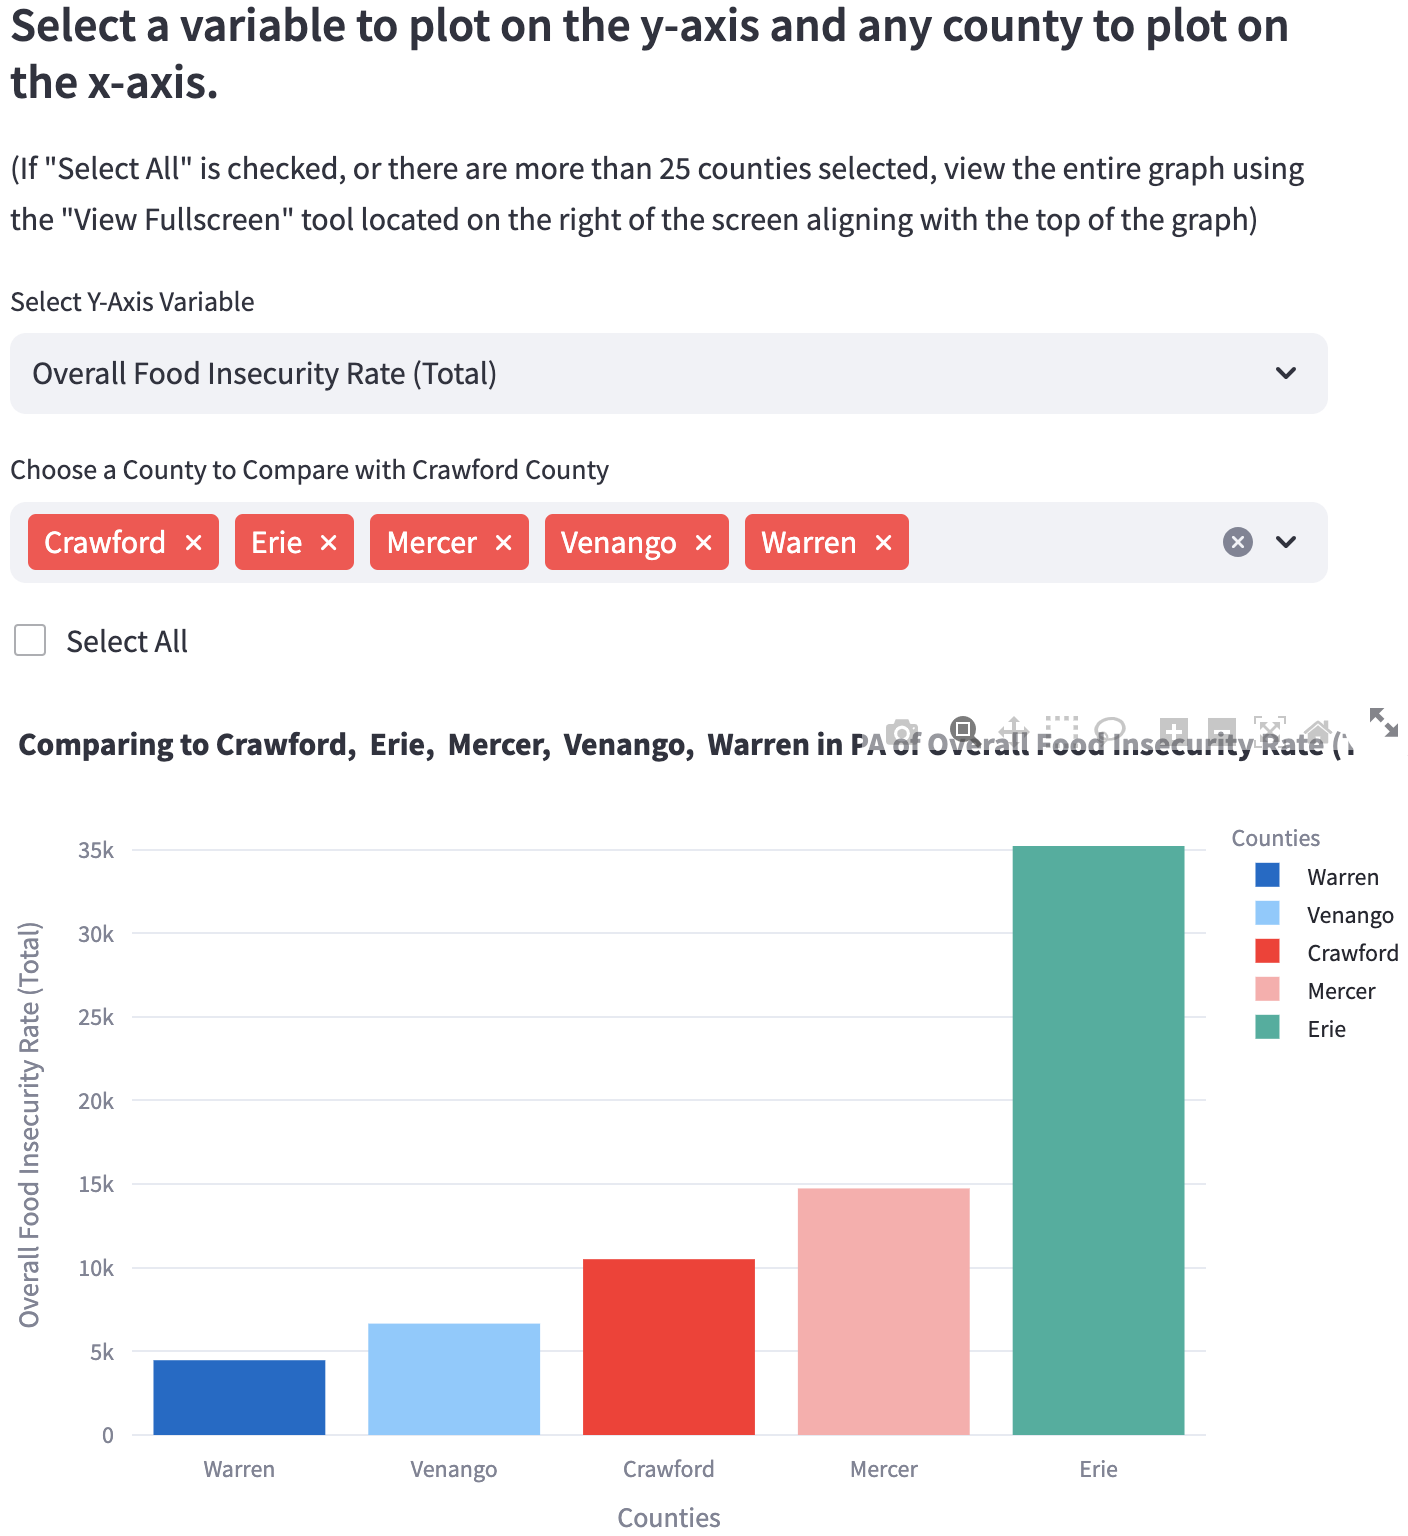 Select a variable to plot on the y-axis and any county to plot on
the x-axis.
(If "Select All" is checked, or there are more than 25 counties selected, view the entire graph using
the "View Fullscreen" tool located on the right of the screen aligning with the top of the graph)
Select Y-Axis Variable
Overall Food Insecurity Rate (Total)
Choose a County to Compare with Crawford County
Crawford Erie Mercer Venango Warren
Select All
Comparing to Crawford, Erie, Mercer, Venango, Warren in PA of Overall Food Insecurity Rate (
Overall Food Insecurity Rate (Total)
35k
30k
25k
20k
15k
10k
5k
0
Warren Venango Crawford Mercer Erie
Counties
Counties
Warren
Venango
Crawford
Mercer
Erie